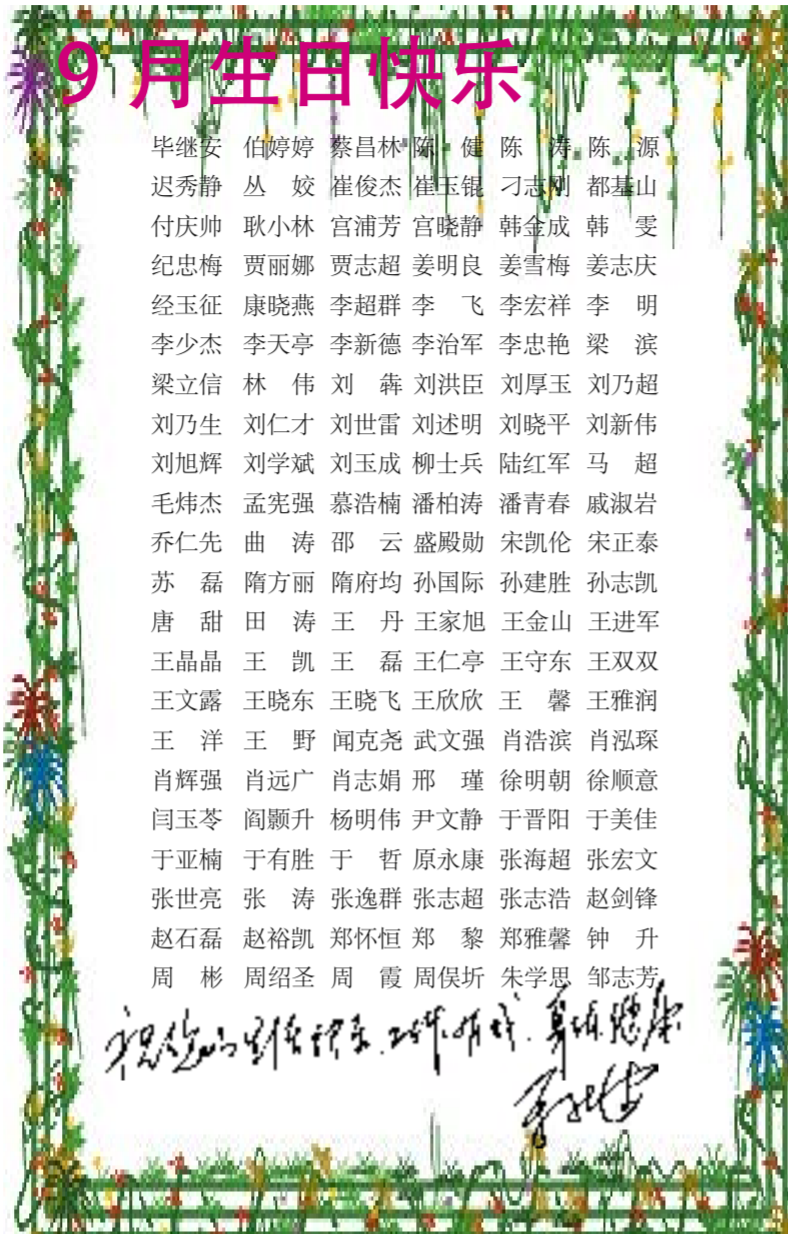 9月生日快乐
毕继安 伯婷婷 蔡昌林 陈 健 陈 涛 陈 源
迟秀静 丛 姣 崔俊杰 崔玉锟 刁志刚 都基山
付庆帅 耿小林 宫浦芳 宫晓静 韩金成 韩 雯
纪忠梅 贾丽娜 贾志超 姜明良 姜雪梅 姜志庆
经玉征 康晓燕 李超群 李 飞 李宏祥 李 明
李少杰 李天亭 李新德 李治军 李忠艳 梁 滨
梁立信 林 伟 刘 犇 刘洪臣 刘厚玉 刘乃超
刘乃生 刘仁才 刘世雷 刘述明 刘晓平 刘新伟
刘旭辉 刘学斌 刘玉成 柳士兵 陆红军 马 超
毛炜杰 孟宪强 慕浩楠 潘柏涛 潘青春 戚淑岩
乔仁先 曲 涛 邵 云 盛殿勋 宋凯伦 宋正泰
苏 磊 隋方丽 隋府均 孙国际 孙建胜 孙志凯
唐 甜 田 涛 王 丹 王家旭 王金山 王进军
王晶晶 王 凯 王 磊 王仁亭 王守东 王双双
王文露 王晓东 王晓飞 王欣欣 王 馨 王雅润
王 洋 王 野 闻克尧 武文强 肖浩滨 肖泓琛
肖辉强 肖远广 肖志娟 邢 瑾 徐明朝 徐顺意
闫玉苓 阎颢升 杨明伟 尹文静 于晋阳 于美佳
于亚楠 于有胜 于 哲 原永康 张海超 张宏文
张世亮 张 涛 张逸群 张志超 张志浩 赵剑锋
赵石磊 赵裕凯 郑怀恒 郑 黎 郑雅馨 钟 升
周 彬 周绍圣 周 霞 周俣圻 朱学思 邹志芳
祝您们生日快乐.工作有成.